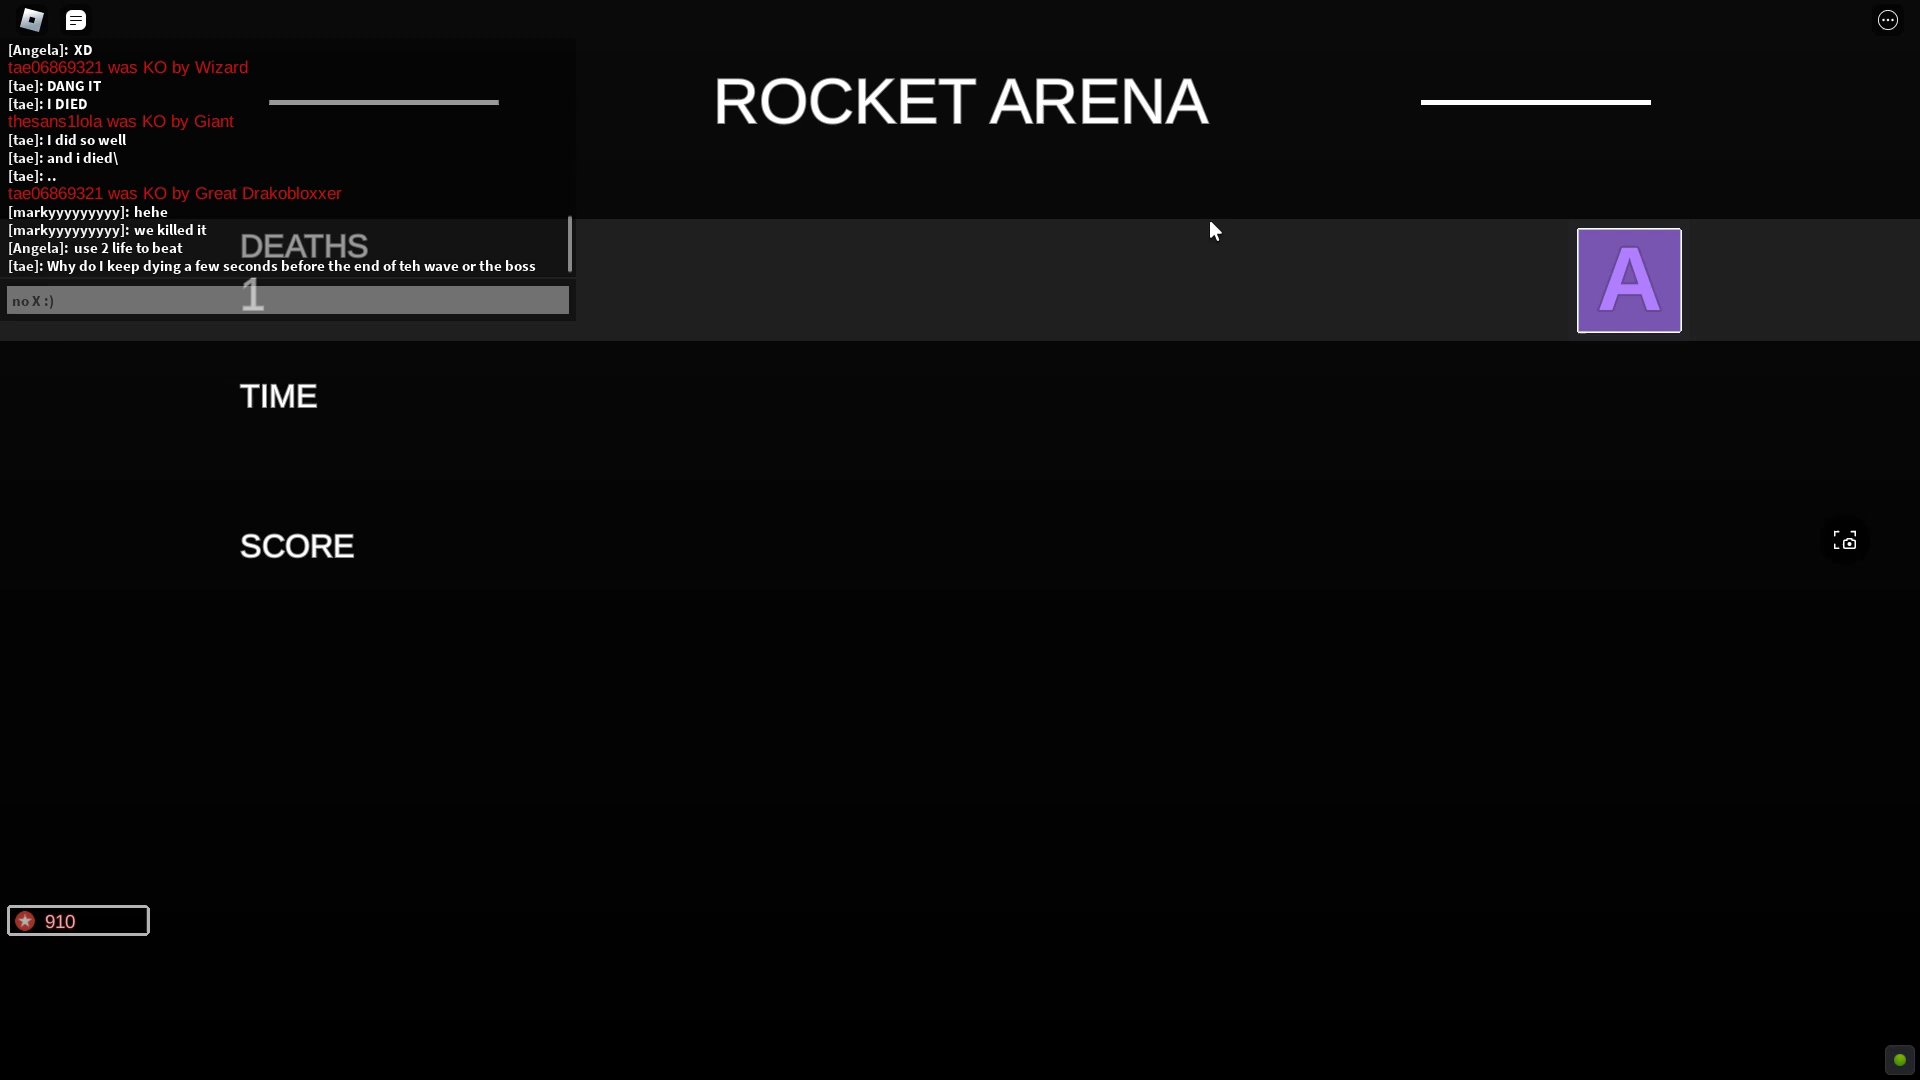 [Angela]: XD
tae06869321 was KO by Wizard
[tae]: DANG IT
[tae]: I DIED
thesans1lola was KO by Giant
[tae]: I did so well
[tae]: and i died\
[tae]: ..
tae06869321 was KO by Great Drakobloxxer
[markyyyyyyyyy]: hehe
[markyyyyyyyyy]: we killed it
[Angela]: use 2 life to beat
[tae]: Why do I keep dying a few seconds before the end of teh wave or the boss
no X :)
ROCKET ARENA
DEATHS
1
A
TIME
SCORE
910